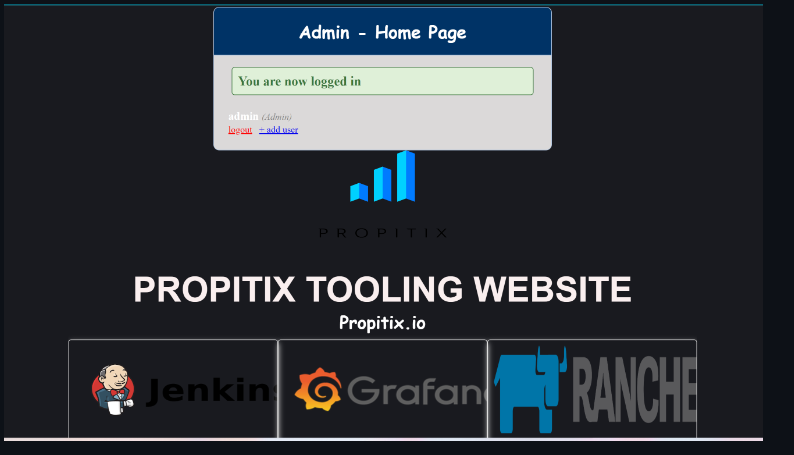 Admin - Home Page
You are now logged in
admin (Admin)
logout + add user
PROPITIX
PROPITIX TOOLING WEBSITE
Propitix.io
Jenkins Grafana RANCHE